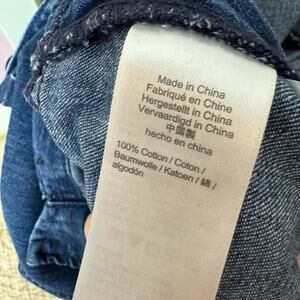 Made in China
Fabriqué en Chine
Hergestellt in China
Vervaardigd in China
中国製
hecho en china
100% Cotton / Coton /
Baumwolle / Katoen / 綿 /
algodón